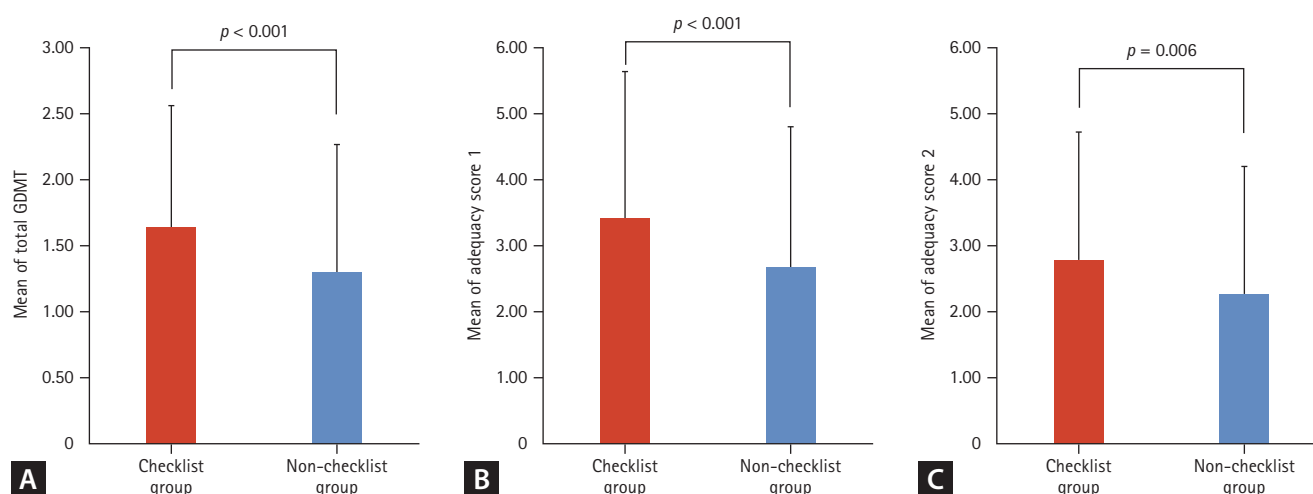 p < 0.001
3.00
2.50
2.00
1.50
1.00
0.50
0
Mean of total GDMT
Checklist
group
Non-checklist
group
A
p < 0.001
6.00
5.00
4.00
3.00
2.00
1.00
0
Mean of adequacy score 1
Checklist
group
Non-checklist
group
B
p = 0.006
6.00
5.00
4.00
3.00
2.00
1.00
0
Mean of adequacy score 2
Checklist
group
Non-checklist
group
C